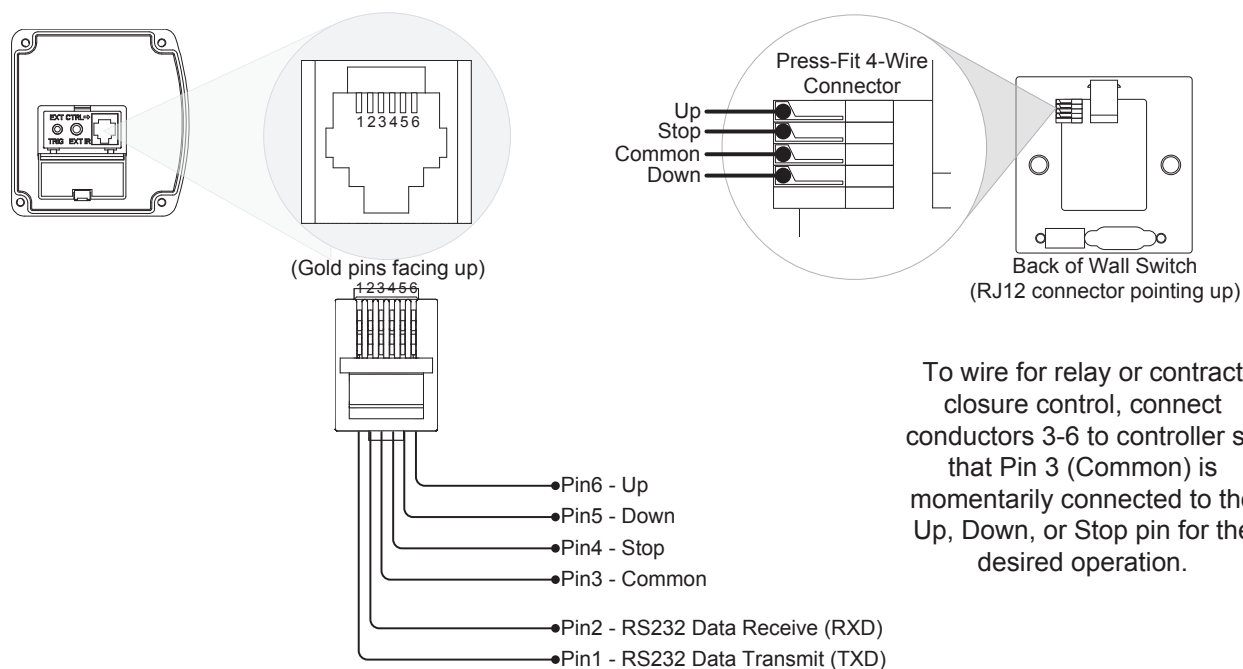 EXT CTRL⇨
TRIG EXT IR
123456
(Gold pins facing up)
123456
Pin6 - Up
Pin5 - Down
Pin4 - Stop
Pin3 - Common
Pin2 - RS232 Data Receive (RXD)
Pin1 - RS232 Data Transmit (TXD)
Press-Fit 4-Wire
Connector
Up
Stop
Common
Down
Back of Wall Switch
(RJ12 connector pointing up)
To wire for relay or contract
closure control, connect
conductors 3-6 to controller s
that Pin 3 (Common) is
momentarily connected to the
Up, Down, or Stop pin for the
desired operation.